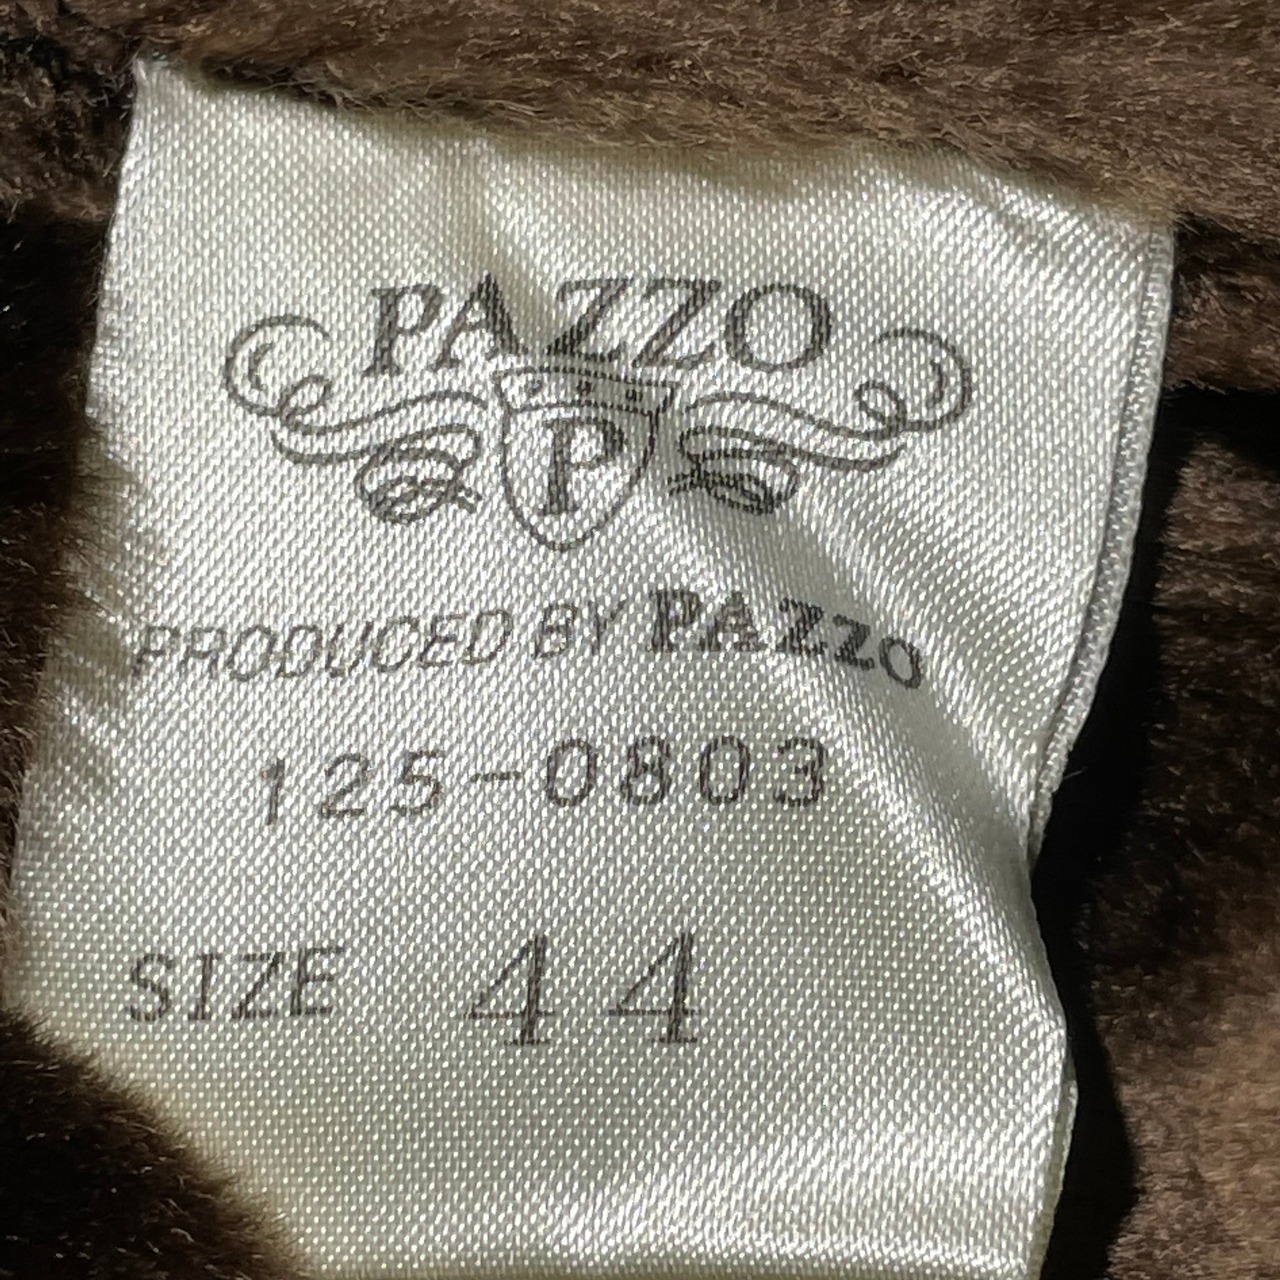 PAZZO
P
PRODUCED BY PAZZO
125-0803
SIZE 44